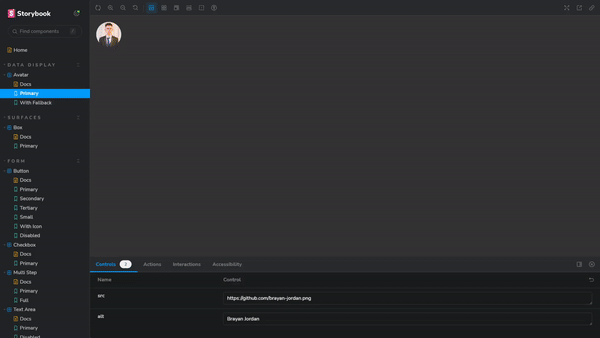 Storybook
Find components
/
Home
DATA DISPLAY
Avatar
Docs
Primary
With Fallback
SURFACES
Box
Docs
Primary
FORM
Button
Docs
Primary
Secondary
Tertiary
Small
With Icon
Disabled
Checkbox
Docs
Primary
Multi Step
Docs
Primary
Full
Text Area
Docs
Primary
Disabled
Controls 2 Actions Interactions Accessibility
Name Control
src https://github.com/brayan-jordan.png
alt Brayan Jordan